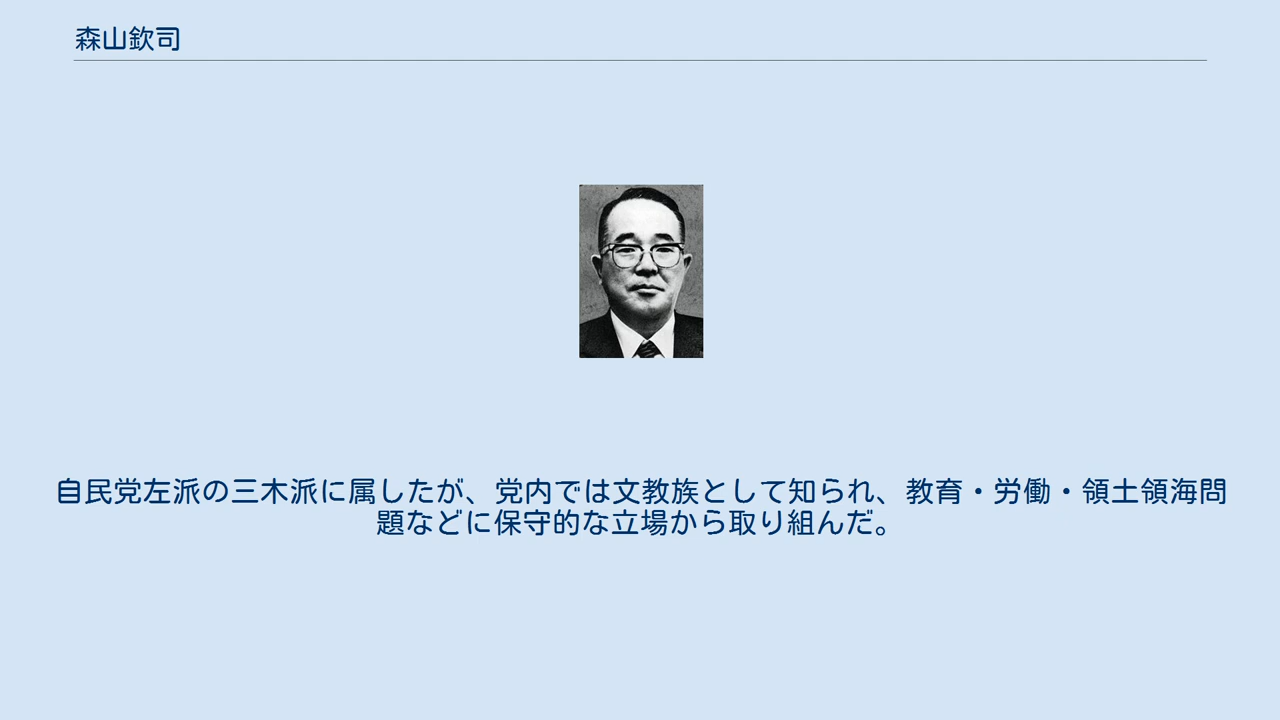 森山欽司
自民党左派の三木派に属したが、党内では文教族として知られ、教育・労働・領土領海問
題などに保守的な立場から取り組んだ。